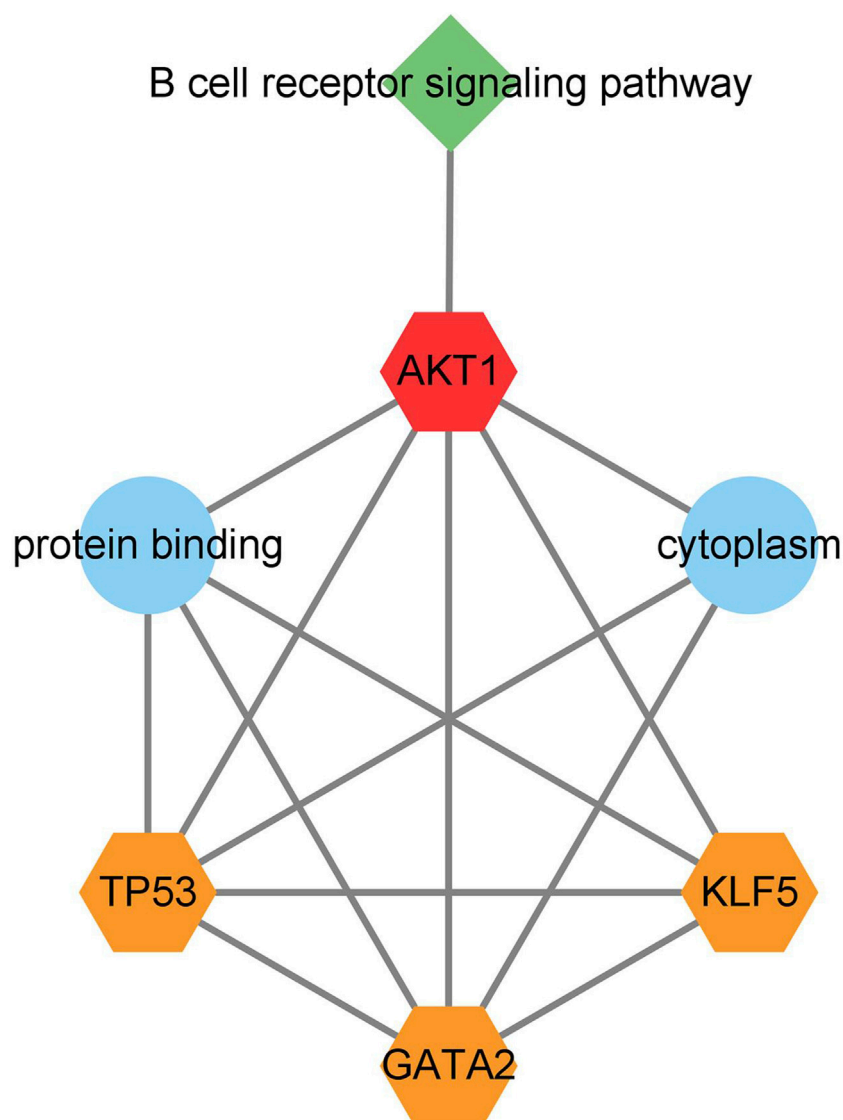 B cell receptor signaling pathway
AKT1
protein binding
cytoplasm
TP53
KLF5
GATA2